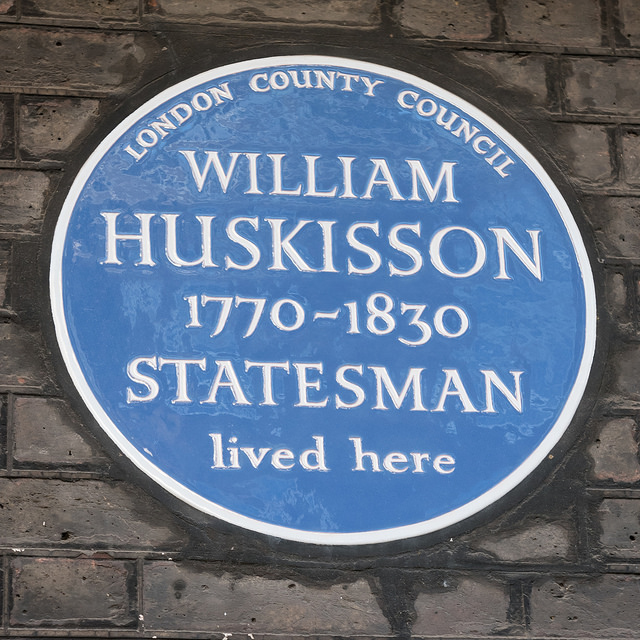 LONDON COUNTY COUNCIL
WILLIAM
HUSKISSON
1770-1830
STATESMAN
lived here